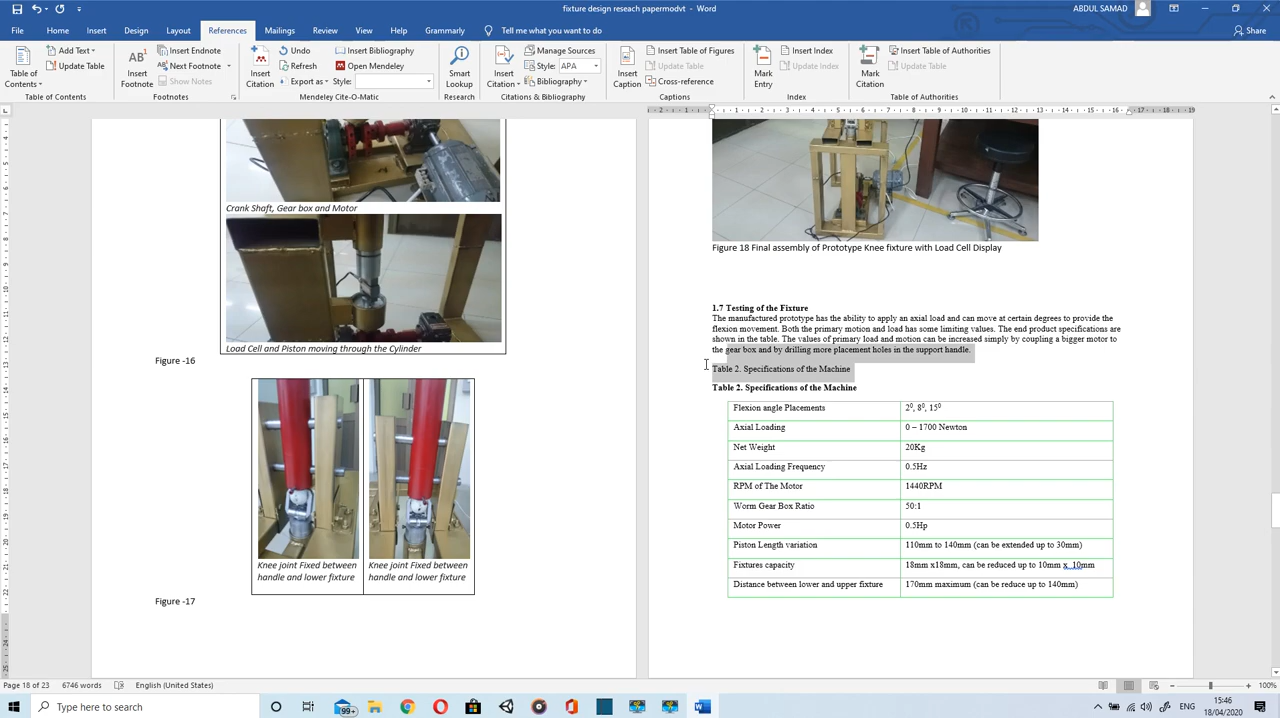 fixture design reseach papermodvt - Word
ABDUL SAMAD
File Home Insert Design Layout References Mailings Review View Help Grammarly Tell me what you want to do Share
Table of Contents
Add Text
Update Table
Table of Contents
AB1
Insert Footnote
Insert Endnote
Next Footnote
Show Notes
Footnotes
Insert Citation
Undo
Refresh
Export as
Insert Bibliography
Open Mendeley
Style:
Mendeley Cite-O-Matic
Smart Lookup
Research
Insert Citation
Manage Sources
Style: APA
Bibliography
Citations & Bibliography
Insert Caption
Insert Table of Figures
Update Table
Cross-reference
Captions
Mark Entry
Insert Index
Update Index
Index
Mark Citation
Insert Table of Authorities
Update Table
Table of Authorities
Crank Shaft, Gear box and Motor
Load Cell and Piston moving through the Cylinder
Figure -16
Knee joint Fixed between handle and lower fixture
Knee joint Fixed between handle and lower fixture
Figure -17
Figure 18 Final assembly of Prototype Knee fixture with Load Cell Display
1.7 Testing of the Fixture
The manufactured prototype has the ability to apply an axial load and can move at certain degrees to provide the
flexion movement. Both the primary motion and load has some limiting values. The end product specifications are
shown in the table. The values of primary load and motion can be increased simply by coupling a bigger motor to
the gear box and by drilling more placement holes in the support handle.
Table 2. Specifications of the Machine
Table 2. Specifications of the Machine
Flexion angle Placements 2⁰, 8⁰, 15⁰
Axial Loading 0 – 1700 Newton
Net Weight 20Kg
Axial Loading Frequency 0.5Hz
RPM of The Motor 1440RPM
Worm Gear Box Ratio 50:1
Motor Power 0.5Hp
Piston Length variation 110mm to 140mm (can be extended up to 30mm)
Fixtures capacity 18mm x18mm, can be reduced up to 10mm x 10mm
Distance between lower and upper fixture 170mm maximum (can be reduce up to 140mm)
Page 18 of 23 6746 words English (United States) 100%
Type here to search
99+
ENG
15:46
18/04/2020